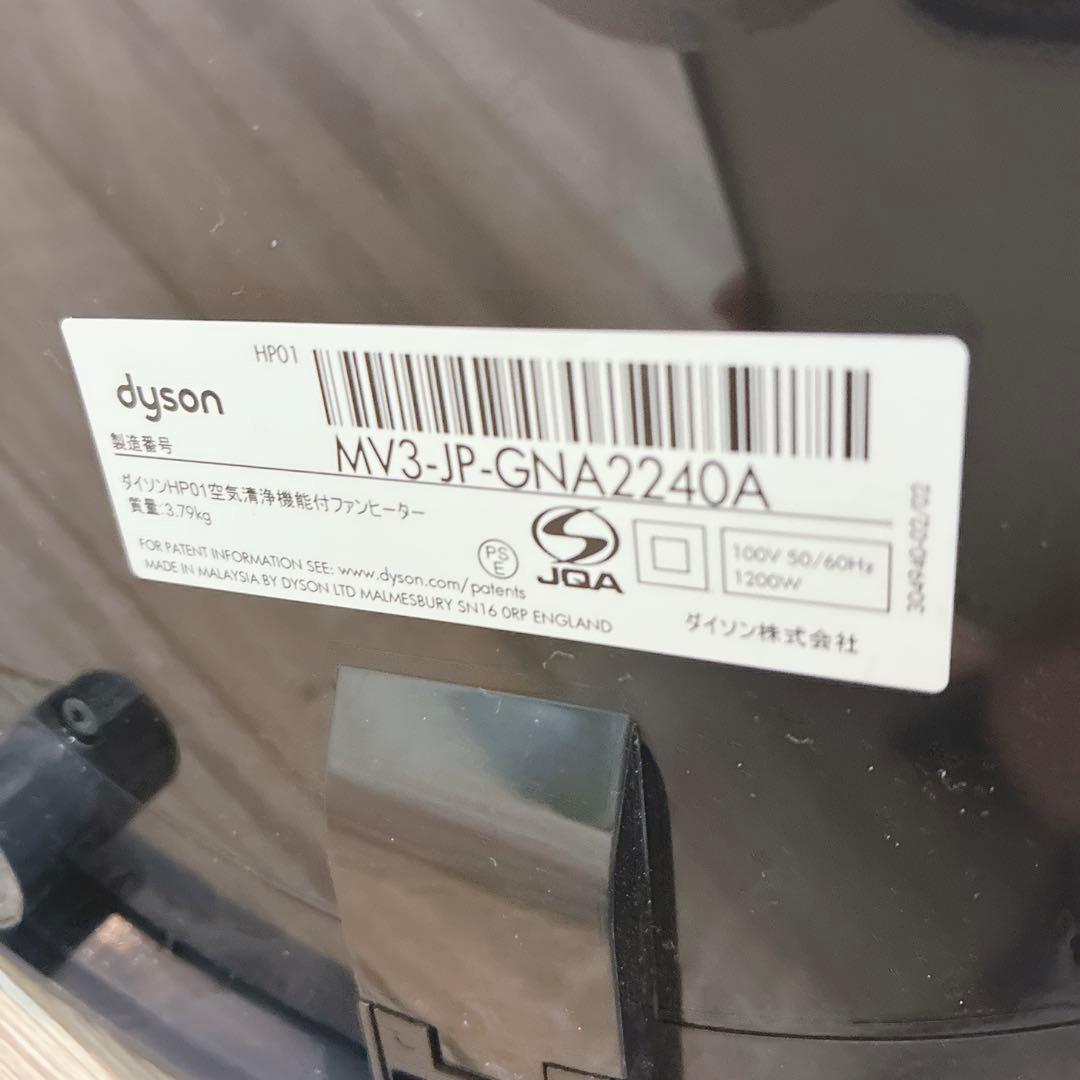 HP01
dyson
製造番号
MV3-JP-GNA2240A
ダイソンHP01空気清浄機能付ファンヒーター
質量:3.79kg
PS
E
JQA
100V 50/60Hz
1200W
FOR PATENT INFORMATION SEE: www.dyson.com/patents
MADE IN MALAYSIA BY DYSON LTD MALMESBURY SN16 0RP ENGLAND
ダイソン株式会社
304940-02/02